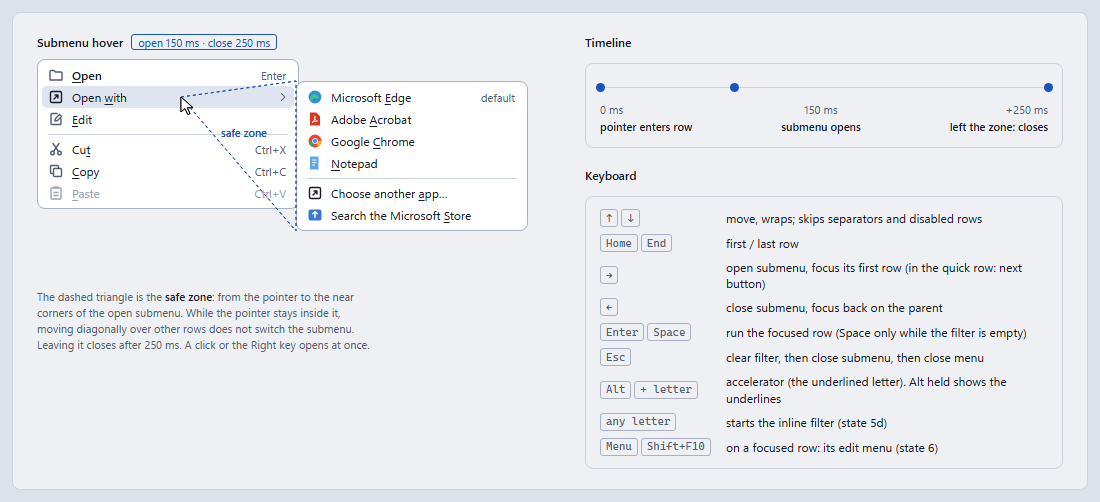 Submenu hover
open 150 ms · close 250 ms
Open Enter
Open with
Edit
safe zone
Cut Ctrl+X
Copy Ctrl+C
Paste Ctrl+V
Microsoft Edge default
Adobe Acrobat
Google Chrome
Notepad
Choose another app...
Search the Microsoft Store
The dashed triangle is the safe zone: from the pointer to the near
corners of the open submenu. While the pointer stays inside it,
moving diagonally over other rows does not switch the submenu.
Leaving it closes after 250 ms. A click or the Right key opens at once.
Timeline
0 ms 150 ms +250 ms
pointer enters row submenu opens left the zone: closes
Keyboard
↑ ↓ move, wraps; skips separators and disabled rows
Home End first / last row
→ open submenu, focus its first row (in the quick row: next
button)
← close submenu, focus back on the parent
Enter Space run the focused row (Space only while the filter is empty)
Esc clear filter, then close submenu, then close menu
Alt + letter accelerator (the underlined letter). Alt held shows the
underlines
any letter starts the inline filter (state 5d)
Menu Shift+F10 on a focused row: its edit menu (state 6)